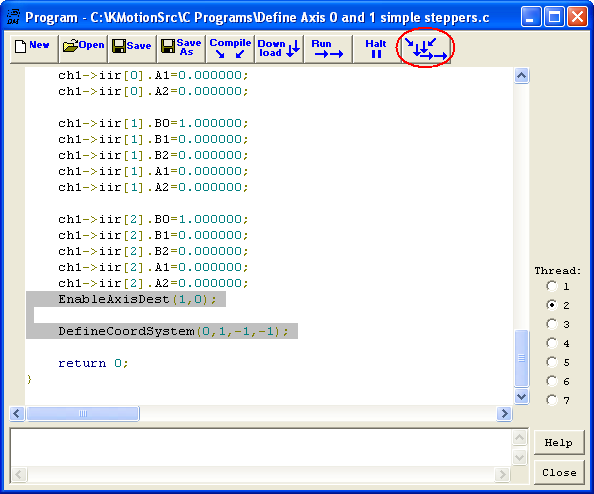 Program - C:\KMotionSrc\C Programs\Define Axis 0 and 1 simple steppers.c
New Open Save Save As Compile Down load Run Halt
ch1->iir[0].A1=0.000000;
ch1->iir[0].A2=0.000000;
ch1->iir[1].B0=1.000000;
ch1->iir[1].B1=0.000000;
ch1->iir[1].B2=0.000000;
ch1->iir[1].A1=0.000000;
ch1->iir[1].A2=0.000000;
ch1->iir[2].B0=1.000000;
ch1->iir[2].B1=0.000000;
ch1->iir[2].B2=0.000000;
ch1->iir[2].A1=0.000000;
ch1->iir[2].A2=0.000000;
EnableAxisDest(1,0);
DefineCoordSystem(0,1,-1,-1);
return 0;
}
Thread:
1
2
3
4
5
6
7
Help
Close